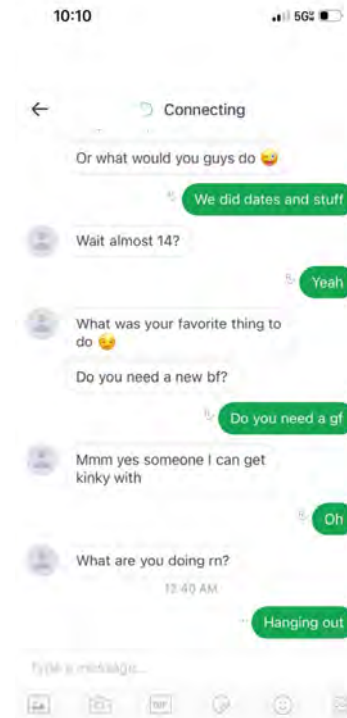 10:10
5G
Connecting
Or what would you guys do 😜
We did dates and stuff
Wait almost 14?
Yeah
What was your favorite thing to
do 😉
Do you need a new bf?
Do you need a gf
Mmm yes someone I can get
kinky with
Oh
What are you doing rn?
12:40 AM
Hanging out
Type a message...
GIF